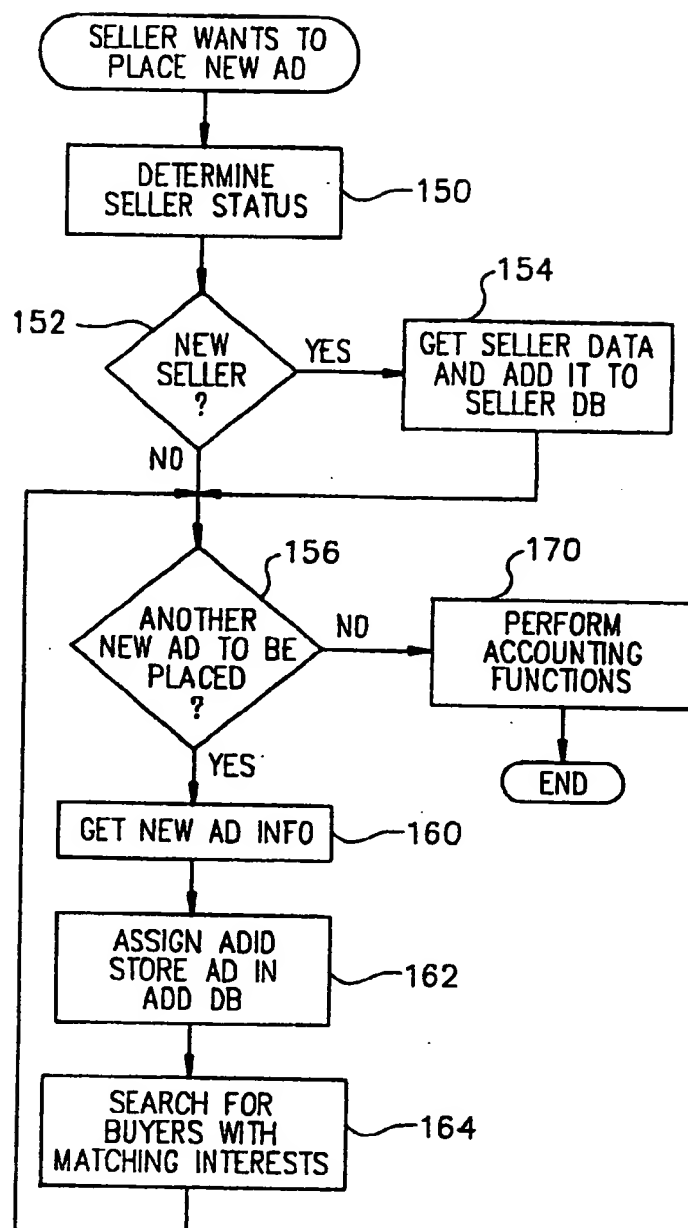 SELLER WANTS TO
PLACE NEW AD
DETERMINE
SELLER STATUS
150
152
NEW
SELLER
?
YES
154
GET SELLER DATA
AND ADD IT TO
SELLER DB
NO
156
ANOTHER
NEW AD TO BE
PLACED
?
NO
170
PERFORM
ACCOUNTING
FUNCTIONS
END
YES
GET NEW AD INFO
160
ASSIGN ADID
STORE AD IN
ADD DB
162
SEARCH FOR
BUYERS WITH
MATCHING INTERESTS
164